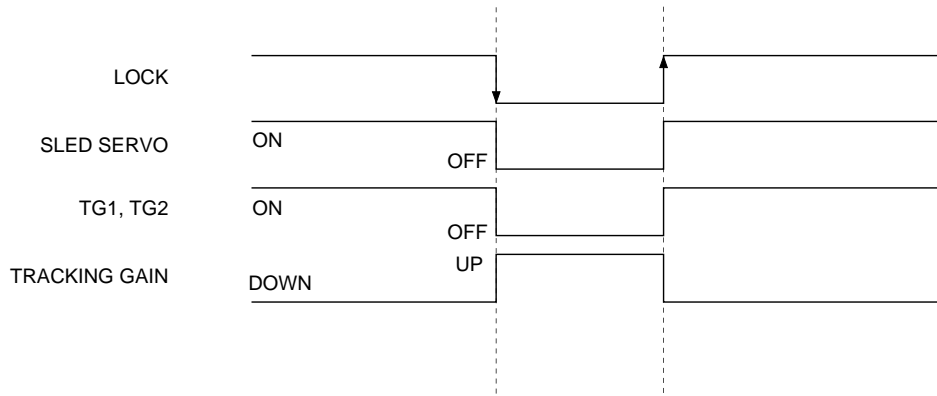 LOCK
SLED SERVO ON OFF
TG1, TG2 ON OFF
TRACKING GAIN DOWN UP